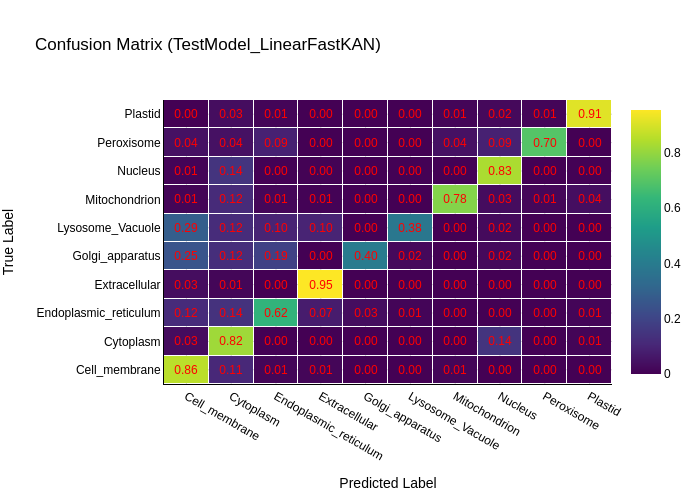 Confusion Matrix (TestModel_LinearFastKAN)
Plastid 0.00 0.03 0.01 0.00 0.00 0.00 0.01 0.02 0.01 0.91
Peroxisome 0.04 0.04 0.09 0.00 0.00 0.00 0.04 0.09 0.70 0.00
Nucleus 0.01 0.14 0.00 0.00 0.00 0.00 0.00 0.83 0.00 0.00
Mitochondrion 0.01 0.12 0.01 0.01 0.00 0.00 0.78 0.03 0.01 0.04
Lysosome_Vacuole 0.29 0.12 0.10 0.10 0.00 0.38 0.00 0.02 0.00 0.00
Golgi_apparatus 0.12 0.00 0.40 0.02 0.00 0.02 0.00 0.00
Extracellular 0.03 0.01 0.00 0.95 0.00 0.00 0.00 0.00 0.00 0.00
Endoplasmic_reticulum 0.12 0.14 0.62 0.07 0.03 0.01 0.00 0.00 0.00 0.01
Cytoplasm 0.03 0.82 0.00 0.00 0.00 0.00 0.00 0.14 0.00 0.01
Cell_membrane 0.86 0.11 0.01 0.01 0.00 0.00 0.01 0.00 0.00 0.00
Cell_membrane
Cytoplasm
Endoplasmic_reticulum
Extracellular
Golgi_apparatus
Lysosome_Vacuole
Mitochondrion
Nucleus
Peroxisome
Plastid
Predicted Label
True Label
0.8
0.6
0.4
0.2
0